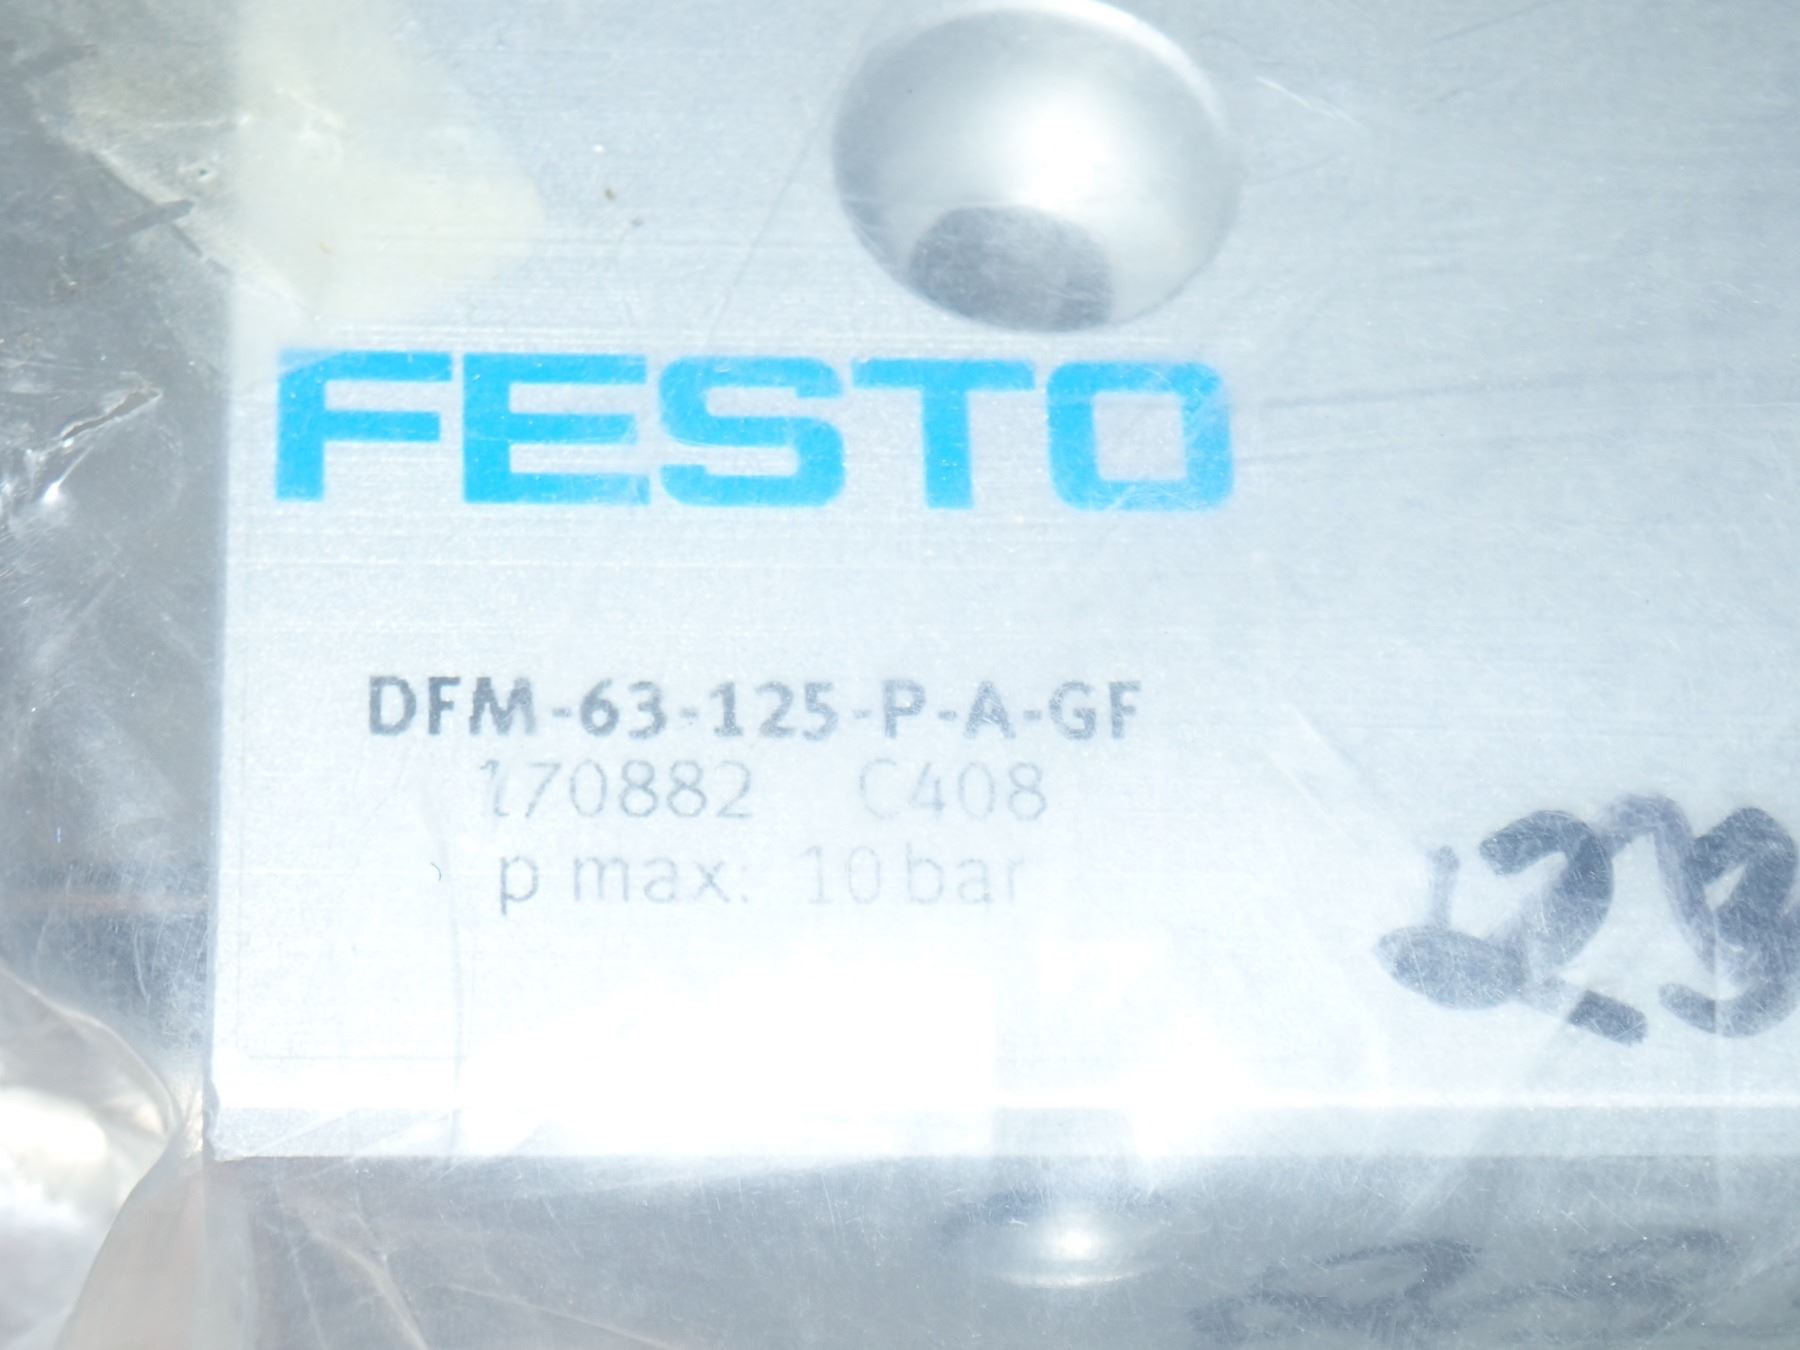 FESTO
DFM-63-125-P-A-GF
170882 C408
p max: 10 bar